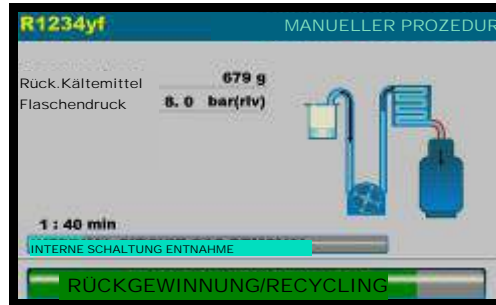 R1234yf
MANUELLER PROZEDUR
Rück.Kältemittel 679 g
Flaschendruck 8. 0 bar(rlv)
1 : 40 min
INTERNE SCHALTUNG ENTNAHME
RÜCKGEWINNUNG/RECYCLING